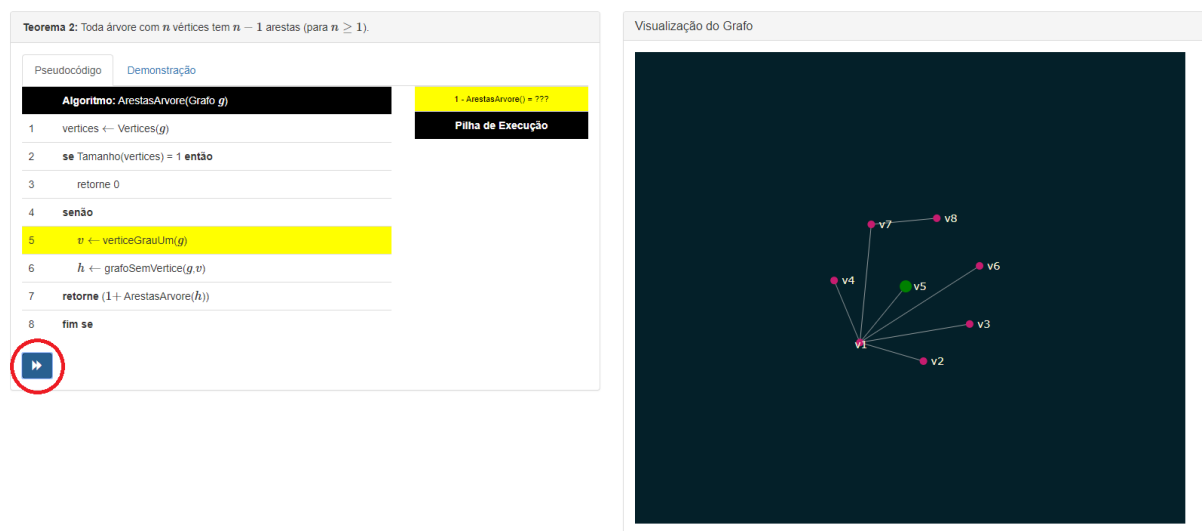 Teorema 2: Toda árvore com n vértices tem n − 1 arestas (para n ≥ 1).
Pseudocódigo Demonstração
Algoritmo: ArestasArvore(Grafo g)
1 vertices ← Vertices(g)
2 se Tamanho(vertices) = 1 então
3 retorne 0
4 senão
5 v ← verticeGrauUm(g)
6 h ← grafoSemVertice(g,v)
7 retorne (1+ ArestasArvore(h))
8 fim se
1 - ArestasArvore() = ???
Pilha de Execução
Visualização do Grafo
v7
v8
v6
v4
v5
v3
v1
v2